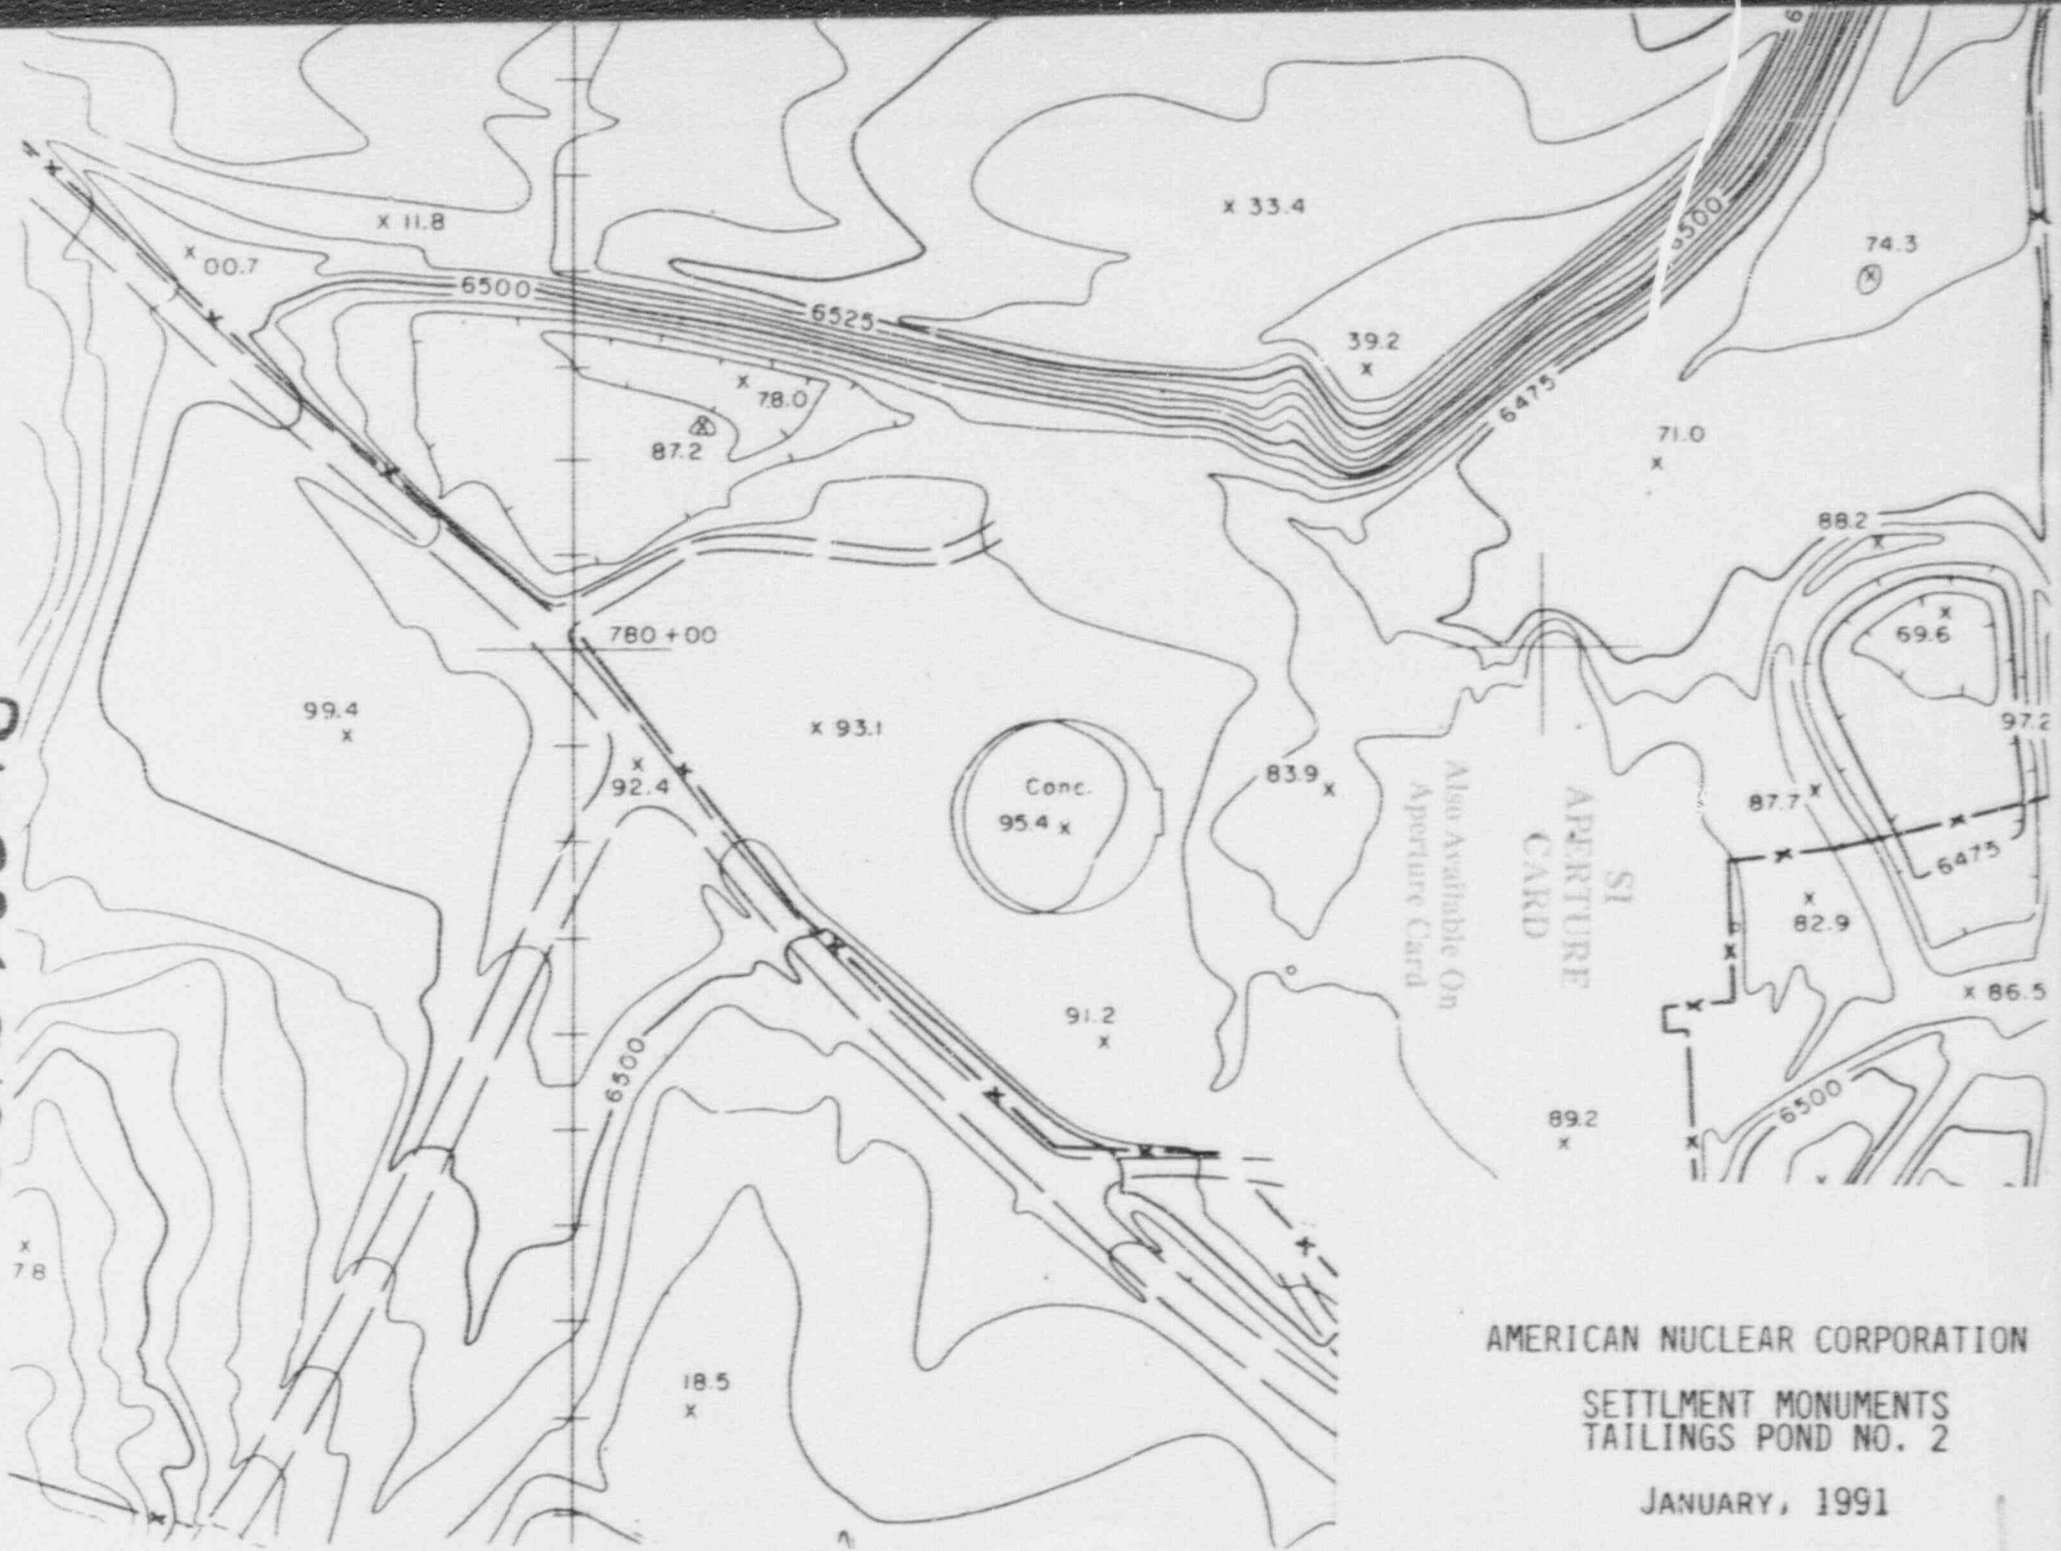 x 11.8
x 33.4
x 00.7
6500
6525
6500
74.3
x
39.2
x
x 78.0
87.2
6475
71.0
x
88.2
x
x
69.6
780+00
99.4
x
x 93.1
97.2
x
92.4
Conc.
95.4 x
83.9
x
87.7 x
6475
x
82.9
Also Available On
Aperture Card
SI
APERTURE
CARD
x 86.5
91.2
x
6500
6500
89.2
x
x
78
18.5
x
AMERICAN NUCLEAR CORPORATION
SETTLMENT MONUMENTS
TAILINGS POND NO. 2
JANUARY, 1991